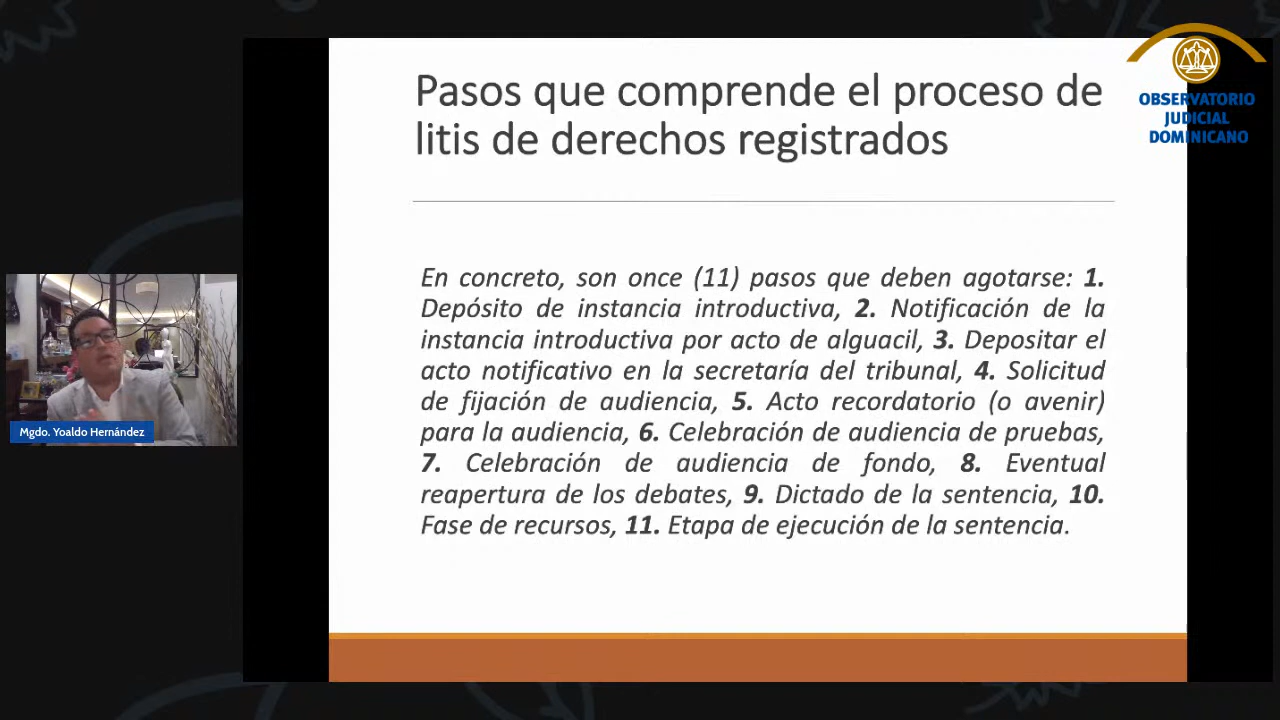 Pasos que comprende el proceso de
litis de derechos registrados
OBSERVATORIO
JUDICIAL
DOMINICANO
En concreto, son once (11) pasos que deben agotarse: 1.
Depósito de instancia introductiva, 2. Notificación de la
instancia introductiva por acto de alguacil, 3. Depositar el
acto notificativo en la secretaría del tribunal, 4. Solicitud
de fijación de audiencia, 5. Acto recordatorio (o avenir)
para la audiencia, 6. Celebración de audiencia de pruebas,
7. Celebración de audiencia de fondo, 8. Eventual
reapertura de los debates, 9. Dictado de la sentencia, 10.
Fase de recursos, 11. Etapa de ejecución de la sentencia.
Mgdo. Yoaldo Hernández